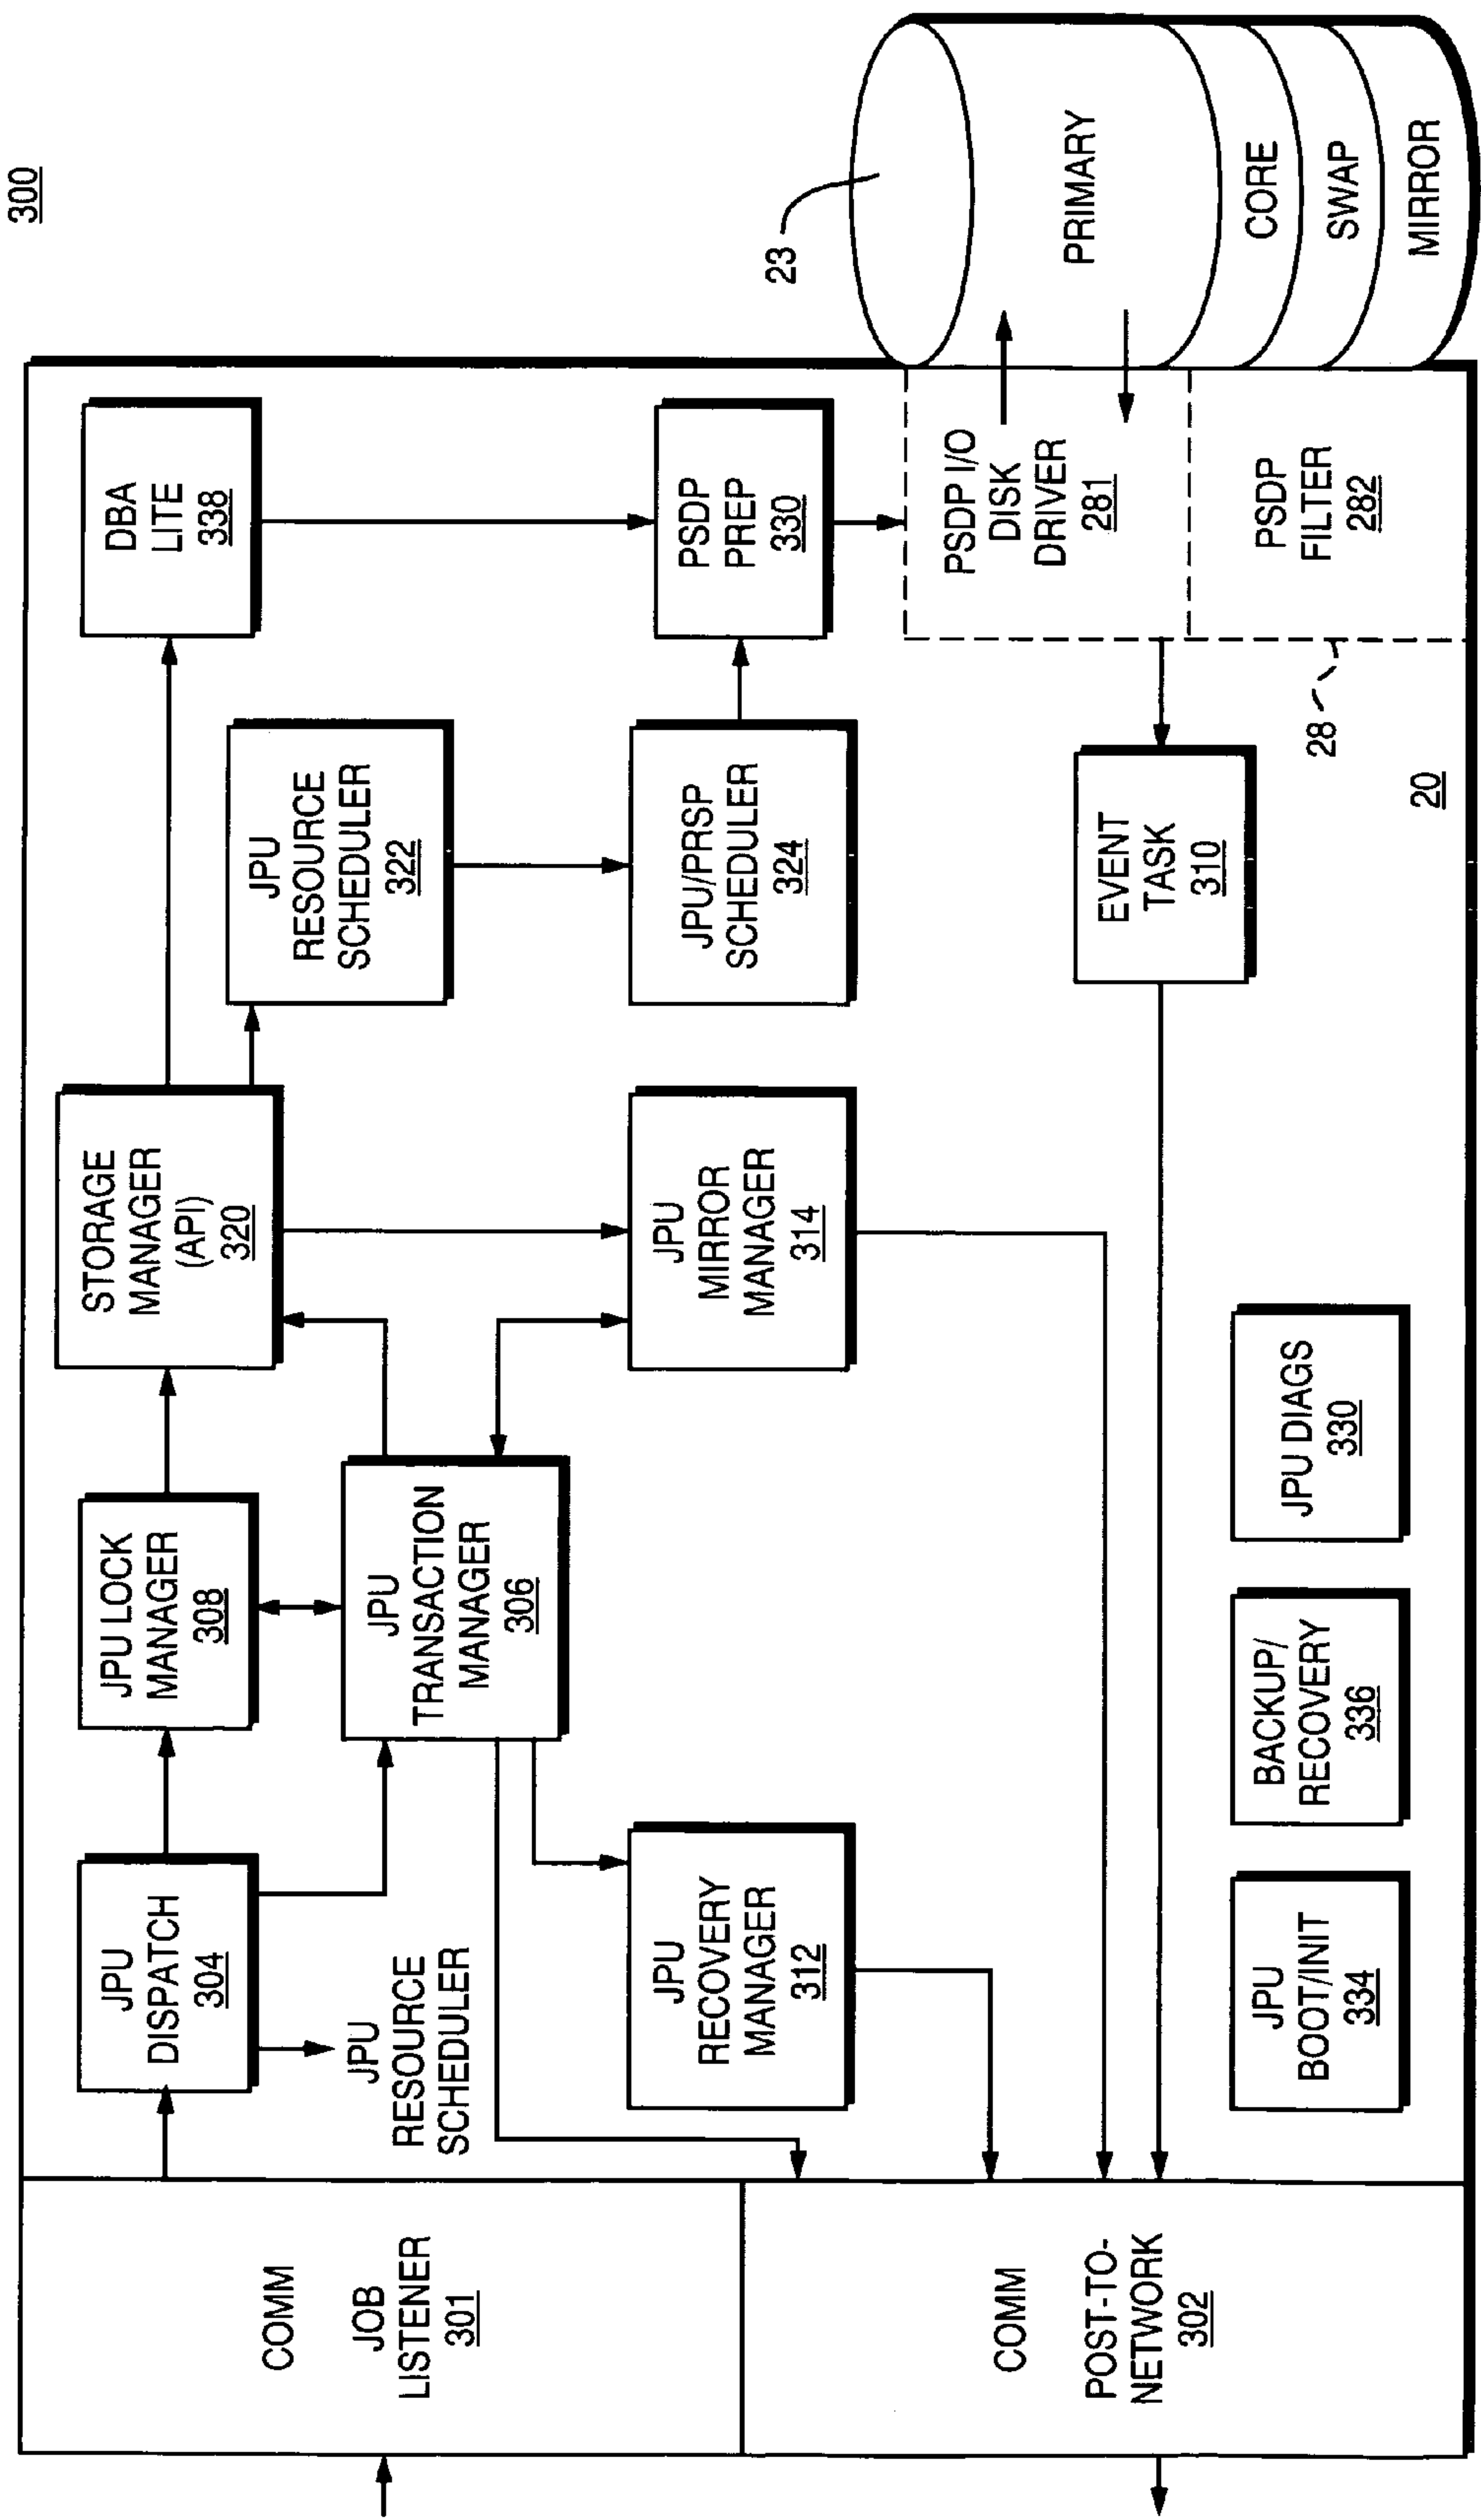 300
COMM
JOB
LISTENER
301
COMM
POST-TO-
NETWORK
302
JPU
DISPATCH
304
JPU
RESOURCE
SCHEDULER
JPU LOCK
MANAGER
308
JPU
TRANSACTION
MANAGER
306
JPU
RECOVERY
MANAGER
312
STORAGE
MANAGER
(API)
320
JPU
MIRROR
MANAGER
314
JPU
RESOURCE
SCHEDULER
322
JPU/PRSP
SCHEDULER
324
DBA
LITE
338
PSDP
PREP
330
PSDP I/O
DISK
DRIVER
281
PSDP
FILTER
282
28
20
EVENT
TASK
310
JPU
BOOT/INIT
334
BACKUP/
RECOVERY
336
JPU DIAGS
330
23
PRIMARY
CORE
SWAP
MIRROR